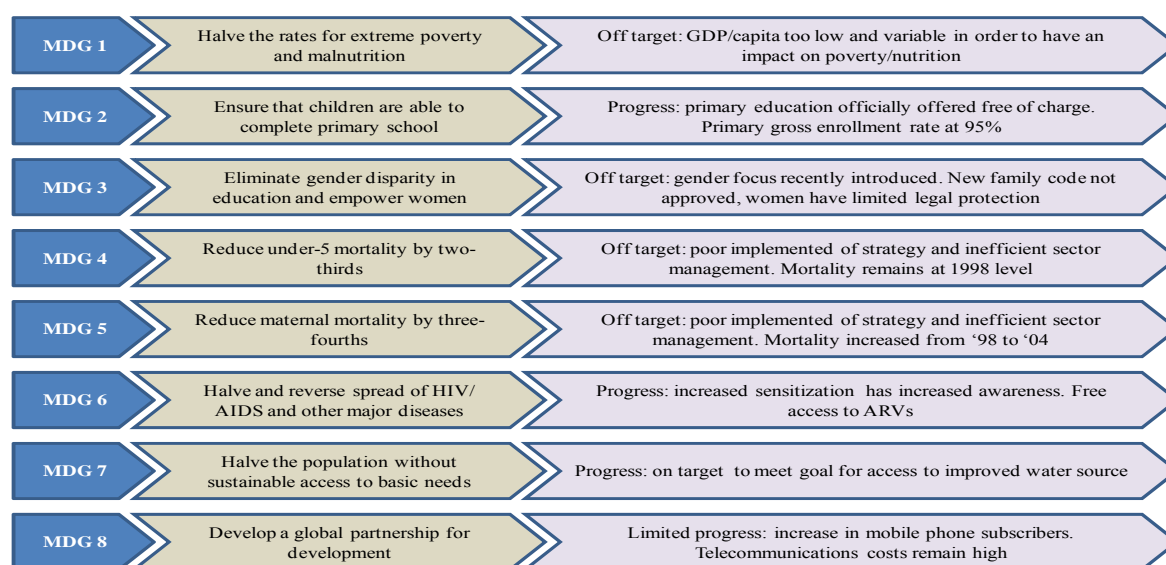 MDG 1
Halve the rates for extreme poverty
and malnutrition
Off target: GDP/capita too low and variable in order to have an
impact on poverty/nutrition
MDG 2
Ensure that children are able to
complete primary school
Progress: primary education officially offered free of charge.
Primary gross enrollment rate at 95%
MDG 3
Eliminate gender disparity in
education and empower women
Off target: gender focus recently introduced. New family code not
approved, women have limited legal protection
MDG 4
Reduce under-5 mortality by two-
thirds
Off target: poor implemented of strategy and inefficient sector
management. Mortality remains at 1998 level
MDG 5
Reduce maternal mortality by three-
fourths
Off target: poor implemented of strategy and inefficient sector
management. Mortality increased from ‘98 to ‘04
MDG 6
Halve and reverse spread of HIV/
AIDS and other major diseases
Progress: increased sensitization has increased awareness. Free
access to ARVs
MDG 7
Halve the population without
sustainable access to basic needs
Progress: on target to meet goal for access to improved water source
MDG 8
Develop a global partnership for
development
Limited progress: increase in mobile phone subscribers.
Telecommunications costs remain high